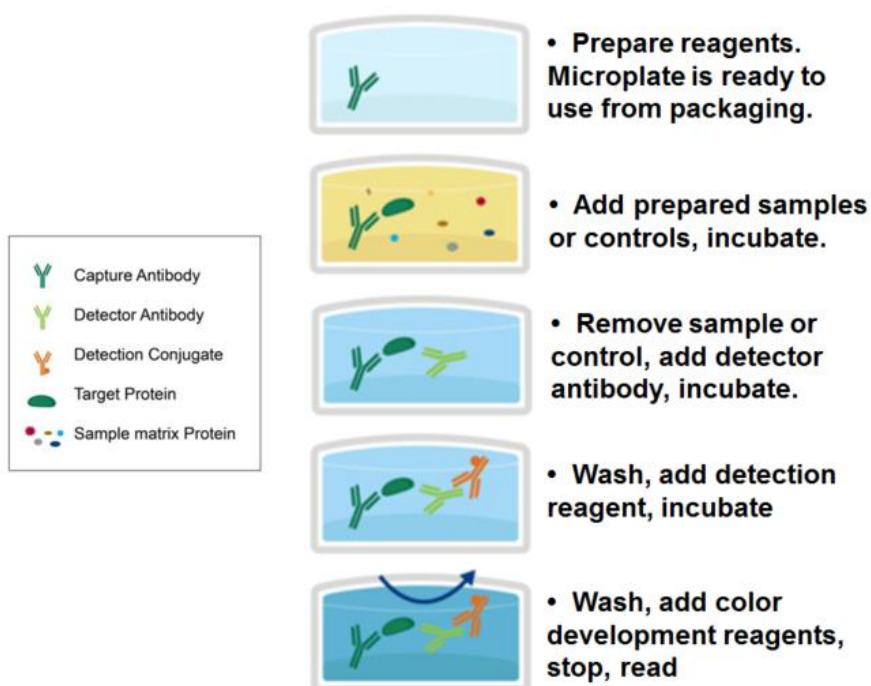 • Prepare reagents.
Microplate is ready to
use from packaging.
• Add prepared samples
or controls, incubate.
Capture Antibody
Detector Antibody
Detection Conjugate
Target Protein
Sample matrix Protein
• Remove sample or
control, add detector
antibody, incubate.
• Wash, add detection
reagent, incubate
• Wash, add color
development reagents,
stop, read